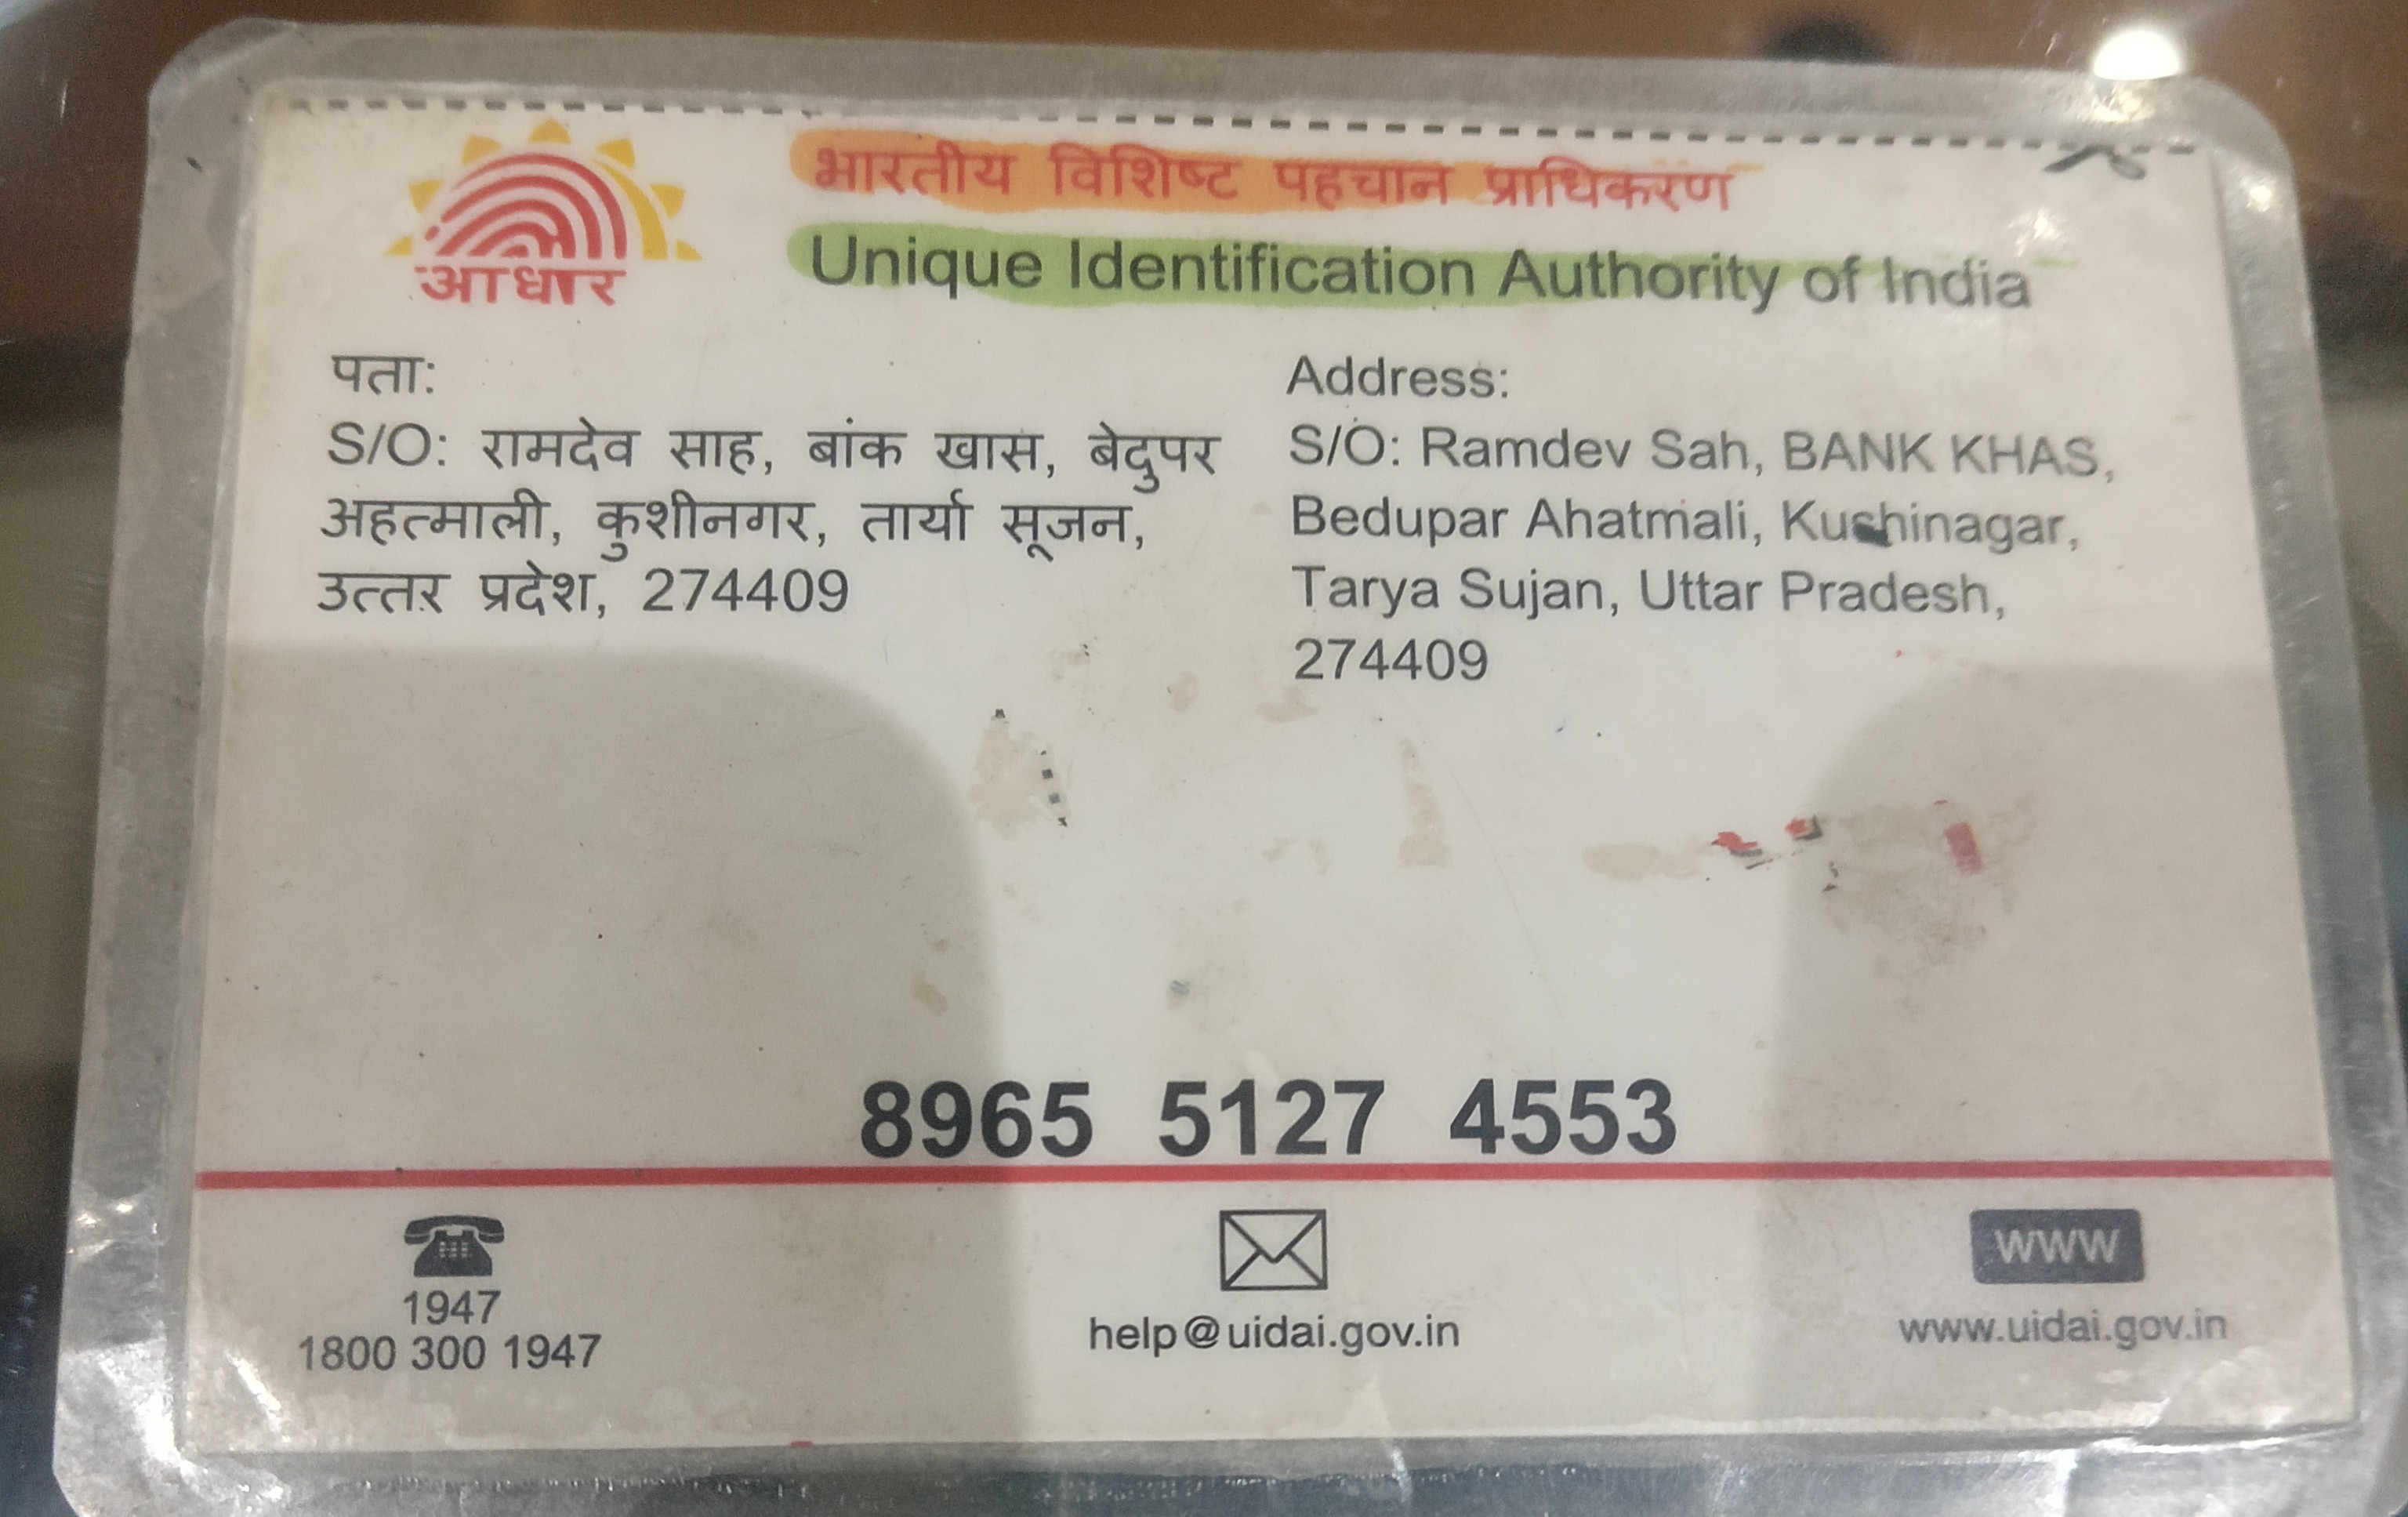 आधार
भारतीय विशिष्ट पहचान प्राधिकरण
Unique Identification Authority of India
पता:
S/O: रामदेव साह, बांक खास, बेदुपर
अहत्माली, कुशीनगर, तार्या सूजन,
उत्तर प्रदेश, 274409
Address:
S/O: Ramdev Sah, BANK KHAS,
Bedupar Ahatmali, Kushinagar,
Tarya Sujan, Uttar Pradesh,
274409
8965 5127 4553
1947
1800 300 1947
help@uidai.gov.in
WWW
www.uidai.gov.in